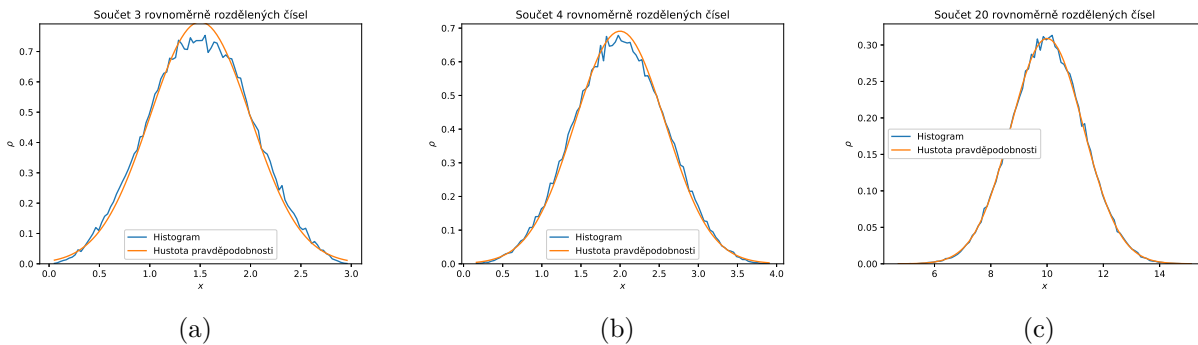 Součet 3 rovnoměrně rozdělených čísel
0.7
0.6
0.5
0.4
0.3
0.2
0.1
0.0
ρ
Histogram
Hustota pravděpodobnosti
0.0 0.5 1.0 1.5 2.0 2.5 3.0
x
(a)
Součet 4 rovnoměrně rozdělených čísel
0.7
0.6
0.5
0.4
0.3
0.2
0.1
0.0
ρ
Histogram
Hustota pravděpodobnosti
0.0 0.5 1.0 1.5 2.0 2.5 3.0 3.5 4.0
x
(b)
Součet 20 rovnoměrně rozdělených čísel
0.30
0.25
0.20
0.15
0.10
0.05
0.00
ρ
Histogram
Hustota pravděpodobnosti
6 8 10 12 14
x
(c)